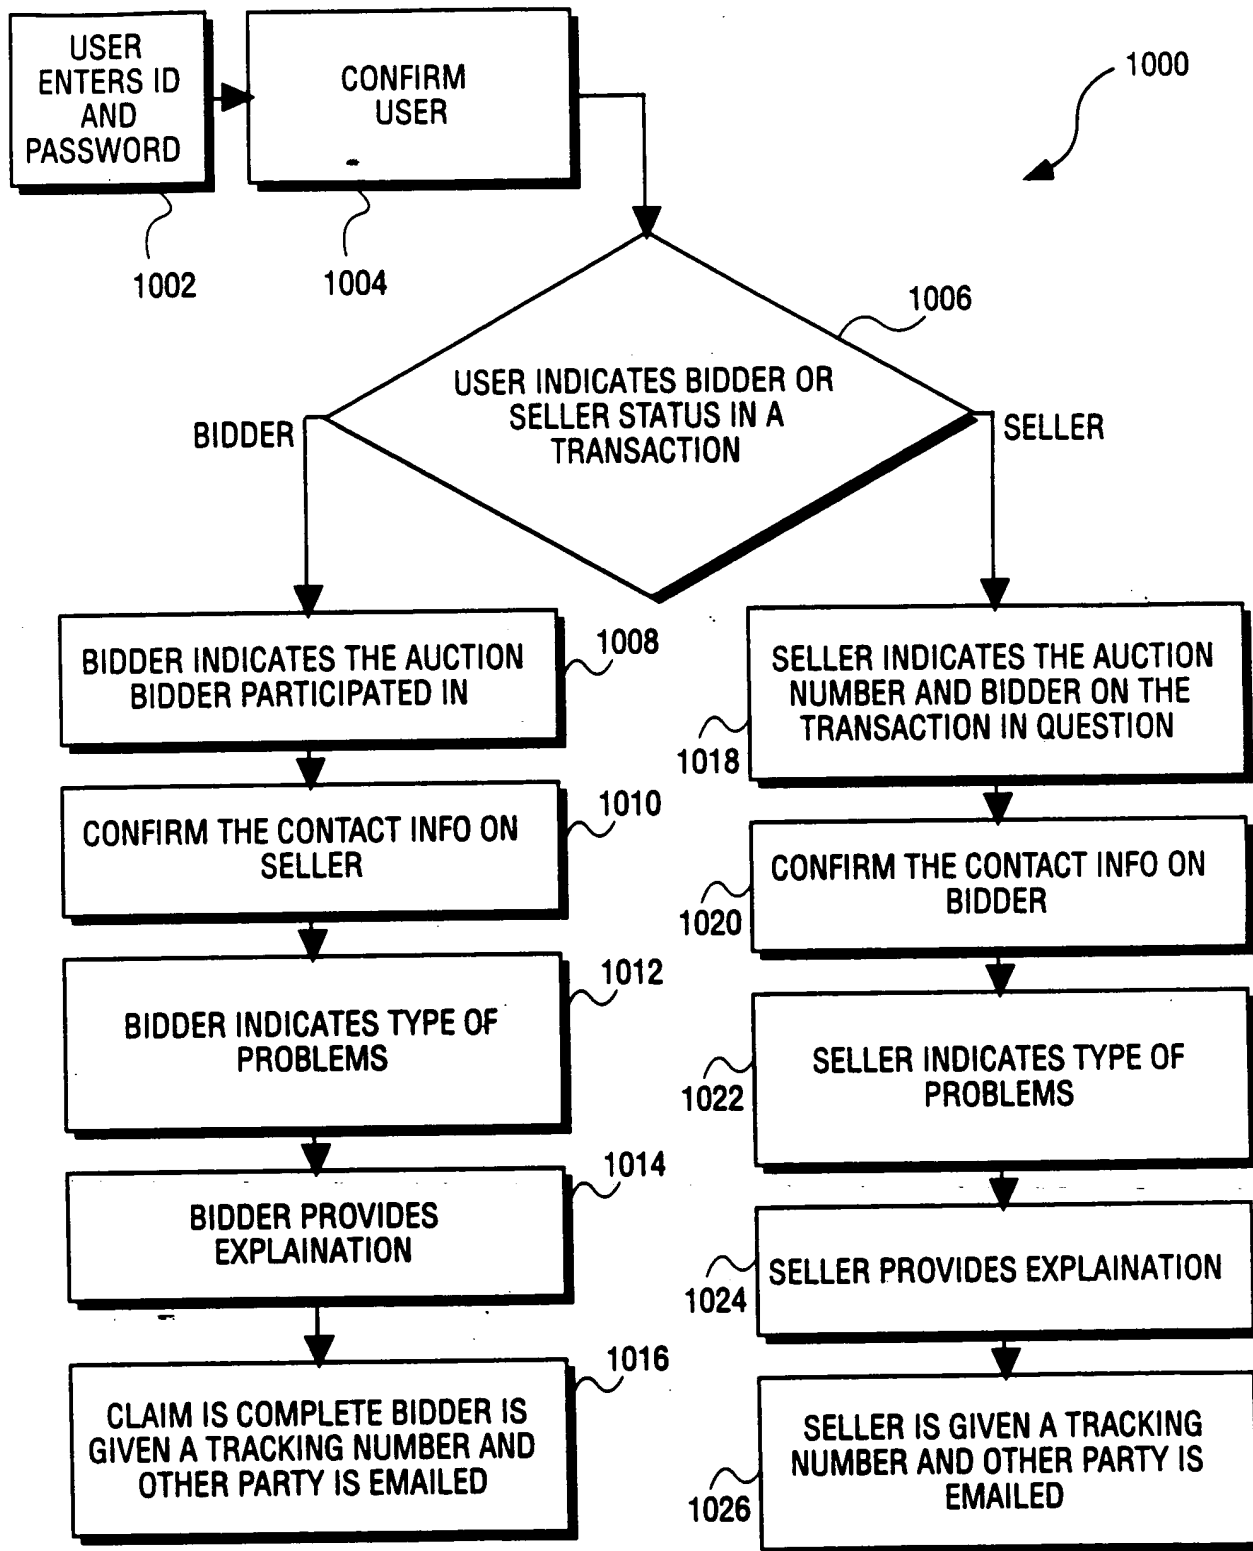 USER
ENTERS ID
AND
PASSWORD
1002
CONFIRM
USER
1004
1000
USER INDICATES BIDDER OR
SELLER STATUS IN A
TRANSACTION
1006
BIDDER
SELLER
BIDDER INDICATES THE AUCTION
BIDDER PARTICIPATED IN
1008
CONFIRM THE CONTACT INFO ON
SELLER
1010
BIDDER INDICATES TYPE OF
PROBLEMS
1012
BIDDER PROVIDES
EXPLAINATION
1014
CLAIM IS COMPLETE BIDDER IS
GIVEN A TRACKING NUMBER AND
OTHER PARTY IS EMAILED
1016
SELLER INDICATES THE AUCTION
NUMBER AND BIDDER ON THE
TRANSACTION IN QUESTION
1018
CONFIRM THE CONTACT INFO ON
BIDDER
1020
SELLER INDICATES TYPE OF
PROBLEMS
1022
SELLER PROVIDES EXPLAINATION
1024
SELLER IS GIVEN A TRACKING
NUMBER AND OTHER PARTY IS
EMAILED
1026